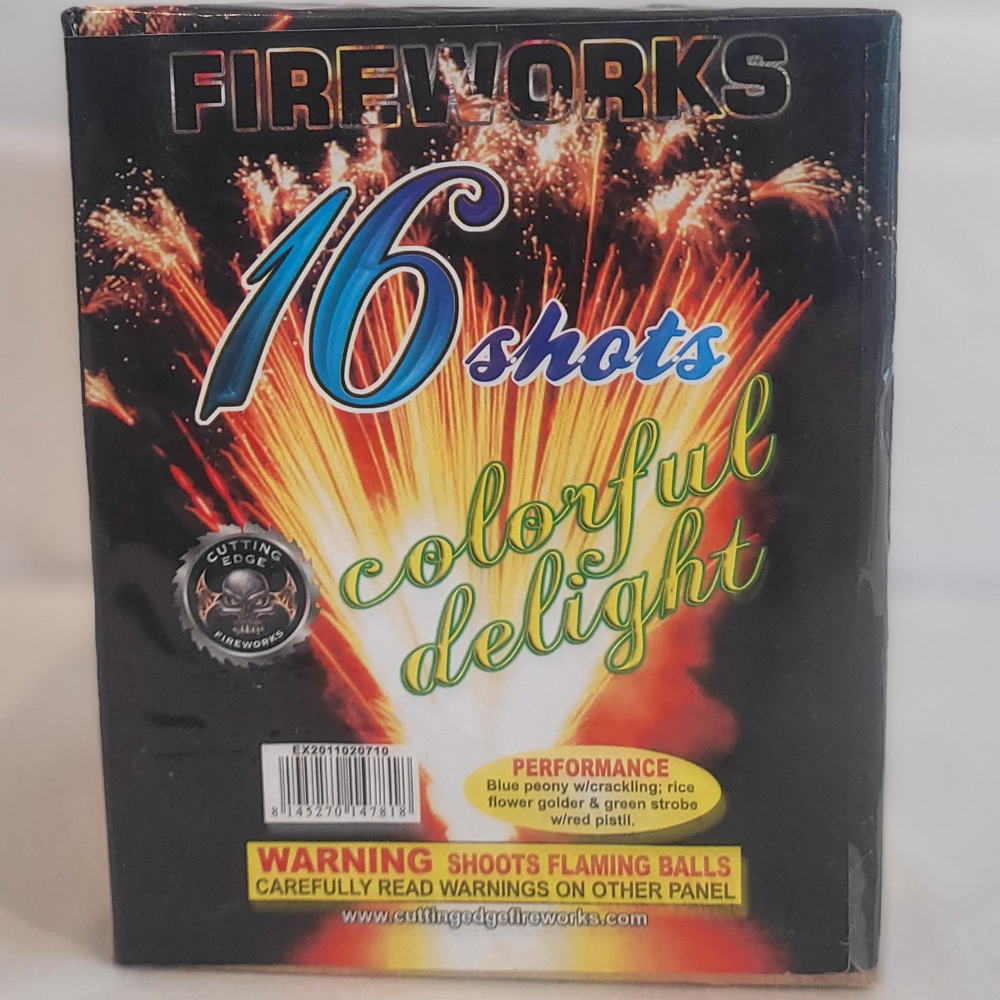 FIREWORKS
16 shots
colorful
delight
CUTTING
EDGE
FIREWORKS
EX2011020710
8 145270 147818
PERFORMANCE
Blue peony w/crackling; rice
flower golder & green strobe
w/red pistil.
WARNING SHOOTS FLAMING BALLS
CAREFULLY READ WARNINGS ON OTHER PANEL
www.cuttingedgefireworks.com